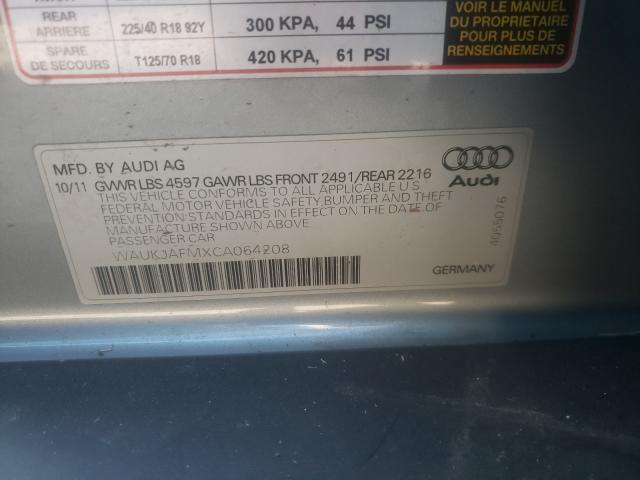 REAR 225/40 R18 92Y 300 KPA, 44 PSI
ARRIERE
SPARE T125/70 R18 420 KPA, 61 PSI
DE SECOURS
VOIR LE MANUEL
DU PROPRIETAIRE
POUR PLUS DE
RENSEIGNEMENTS
MFD. BY AUDI AG
10/11 GVWR LBS 4597 GAWR LBS FRONT 2491/REAR 2216
THIS VEHICLE CONFORMS TO ALL APPLICABLE U S
FEDERAL MOTOR VEHICLE SAFETY, BUMPER AND THEFT
PREVENTION STANDARDS IN EFFECT ON THE DATE OF
MANUFACTURE SHOWN ABOVE
PASSENGER CAR
WAUKJAFMXCA064208
Audi
4055076
GERMANY